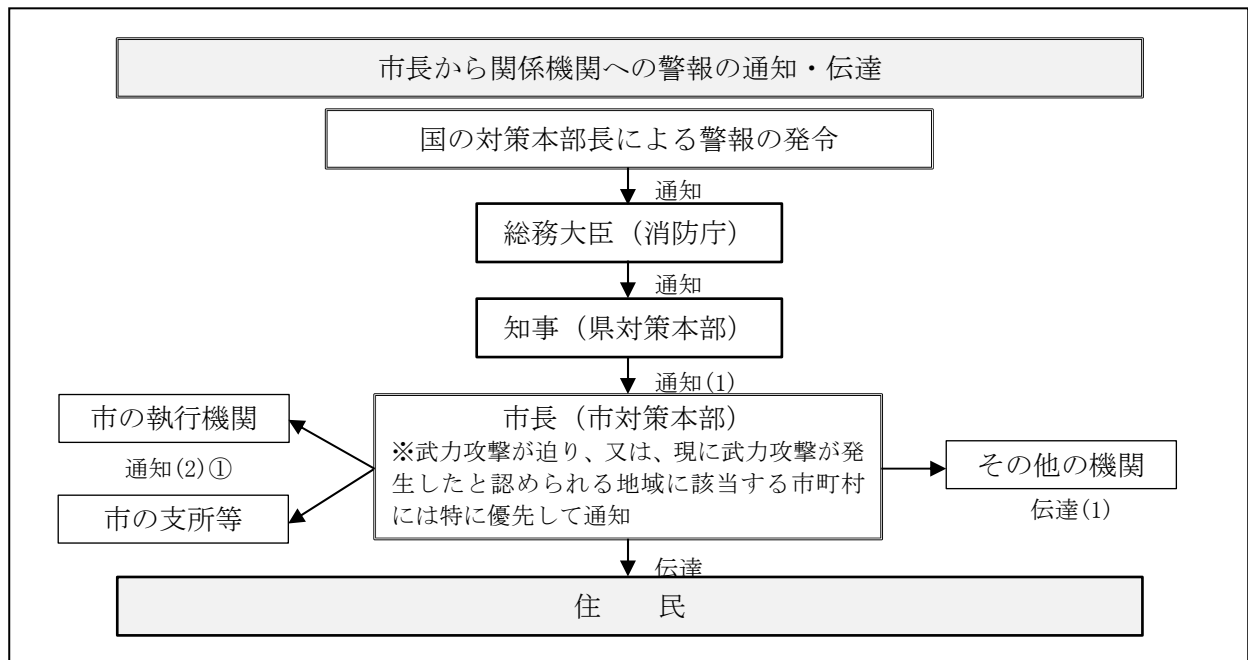 市長から関係機関への警報の通知・伝達
国の対策本部長による警報の発令
通知
総務大臣（消防庁）
通知
知事（県対策本部）
通知(1)
市の執行機関
通知(2)①
市の支所等
市長（市対策本部）
※武力攻撃が迫り、又は、現に武力攻撃が発
生したと認められる地域に該当する市町村
には特に優先して通知
その他の機関
伝達(1)
伝達
住　　民